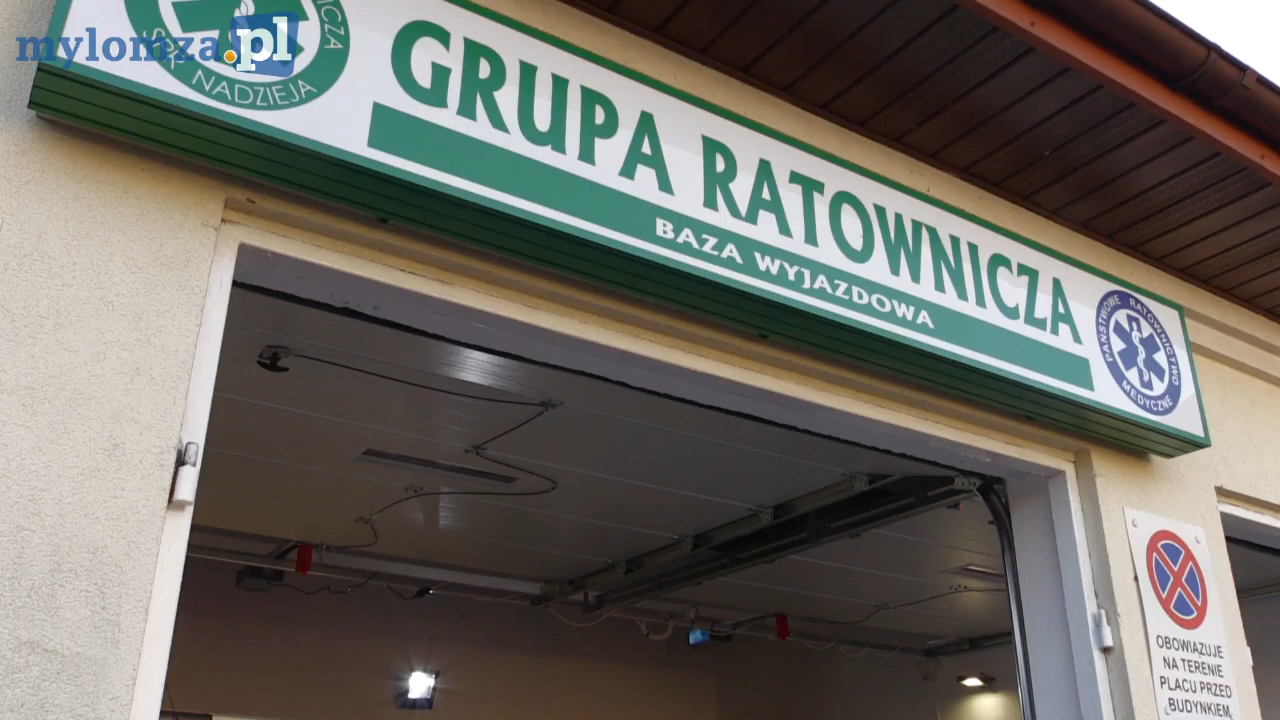 mylomza.pl
NADZIEJA
GRUPA RATOWNICZA
BAZA WYJAZDOWA
PAŃSTWOWE RATOWNICTWO
MEDYCZNE
OBOWIĄZUJE
NA TERENIE
PLACU PRZED
BUDYNKIEM